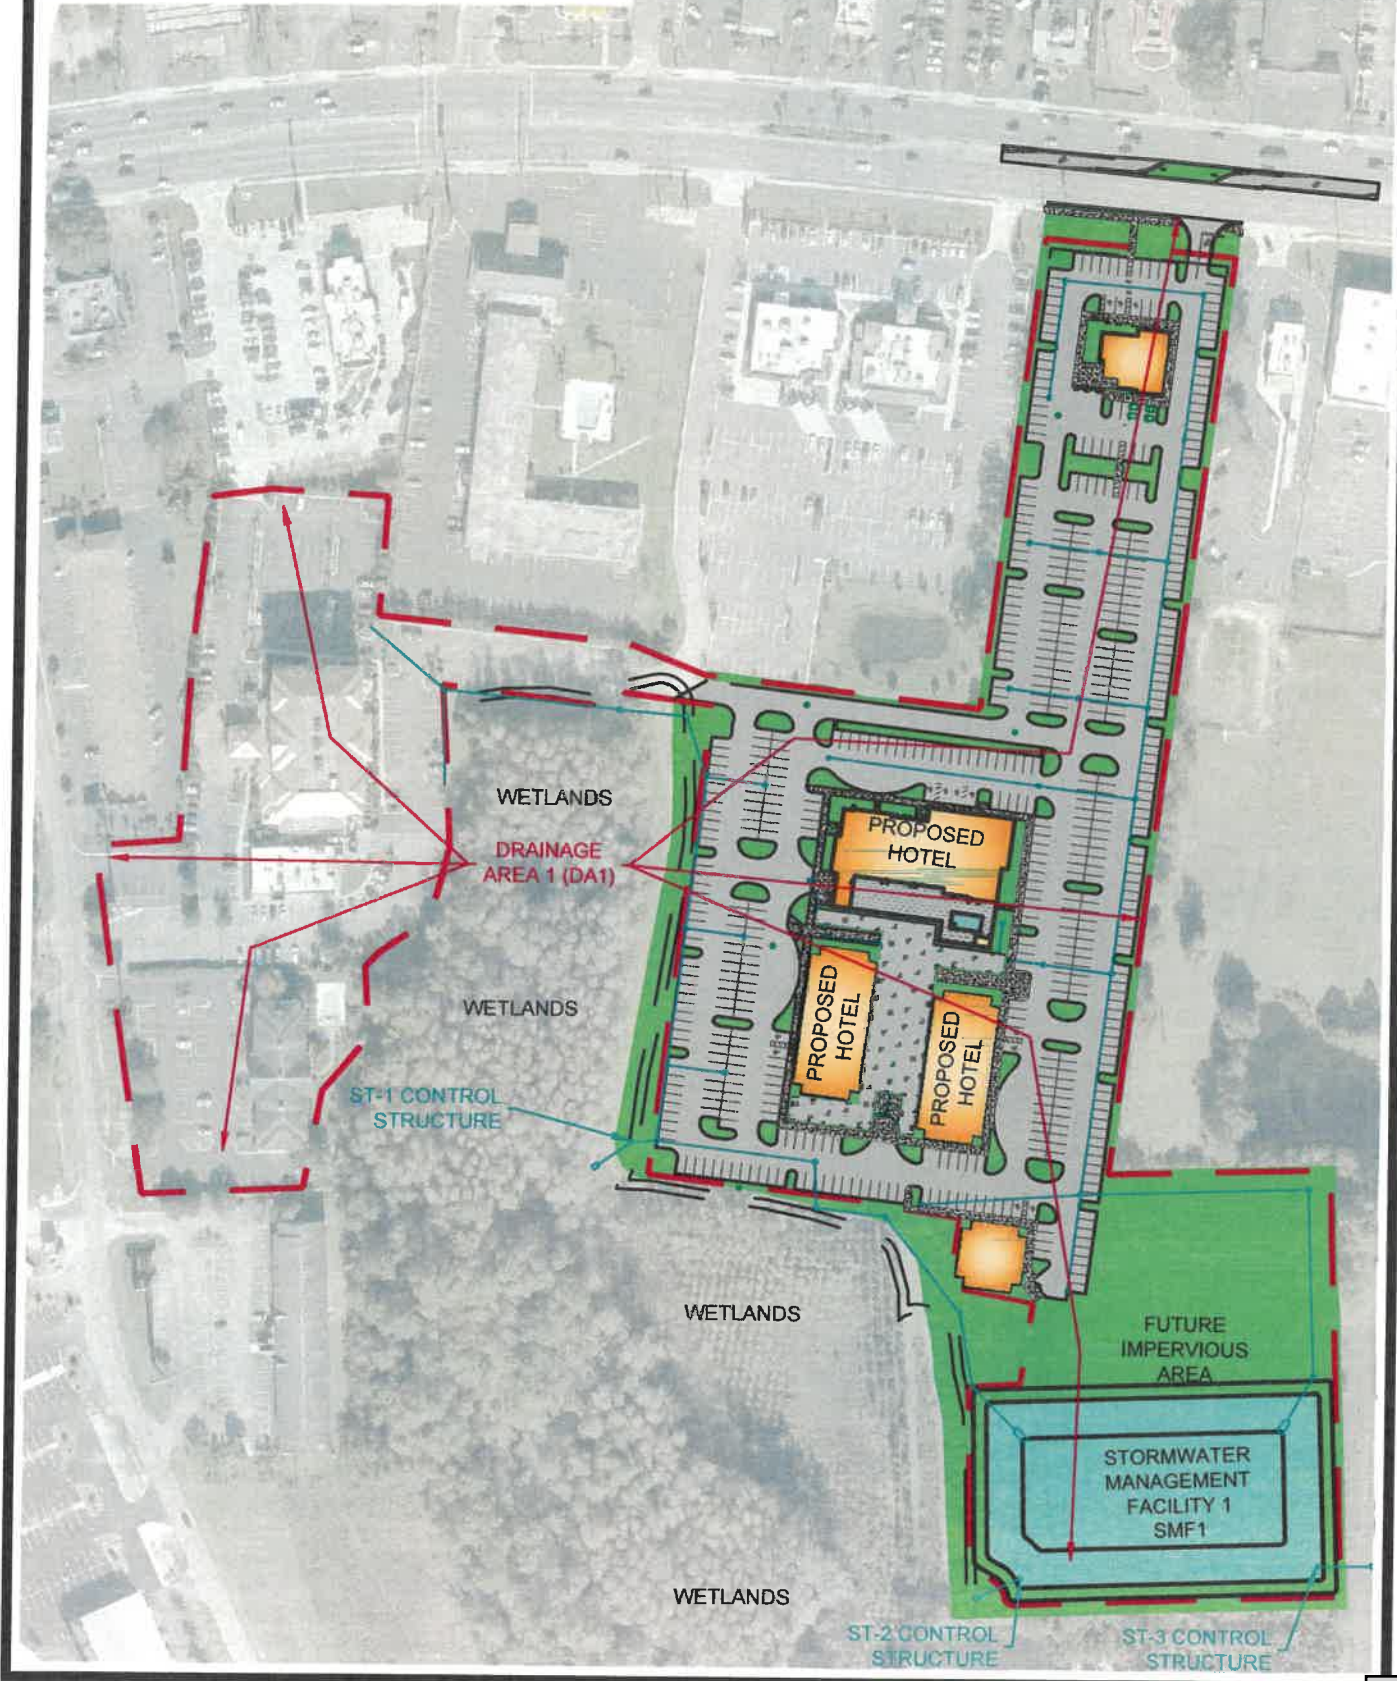 PROPOSED
HOTEL
WETLANDS
DRAINAGE
AREA 1 (DA1)
PROPOSED
HOTEL
PROPOSED
HOTEL
WETLANDS
ST-1 CONTROL
STRUCTURE
WETLANDS
FUTURE
IMPERVIOUS
AREA
STORMWATER
MANAGEMENT
FACILITY 1
SMF1
WETLANDS
ST-2 CONTROL
STRUCTURE
ST-3 CONTROL
STRUCTURE